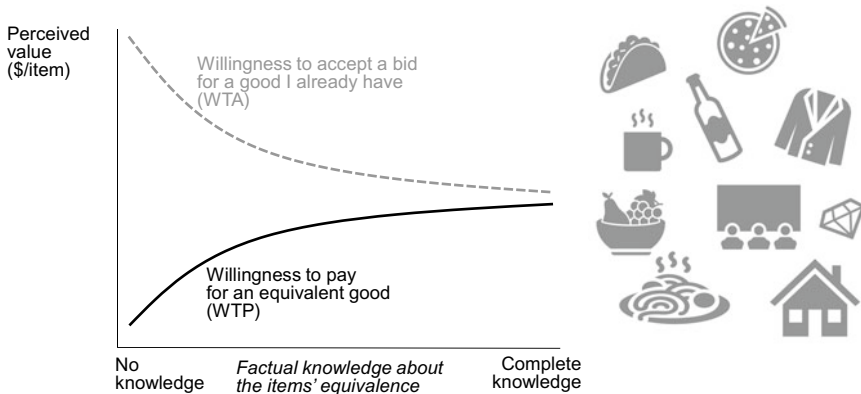 Perceived
value
($/item)
Willingness to accept a bid
for a good I already have
(WTA)
Willingness to pay
for an equivalent good
(WTP)
No
knowledge
Factual knowledge about
the items' equivalence
Complete
knowledge